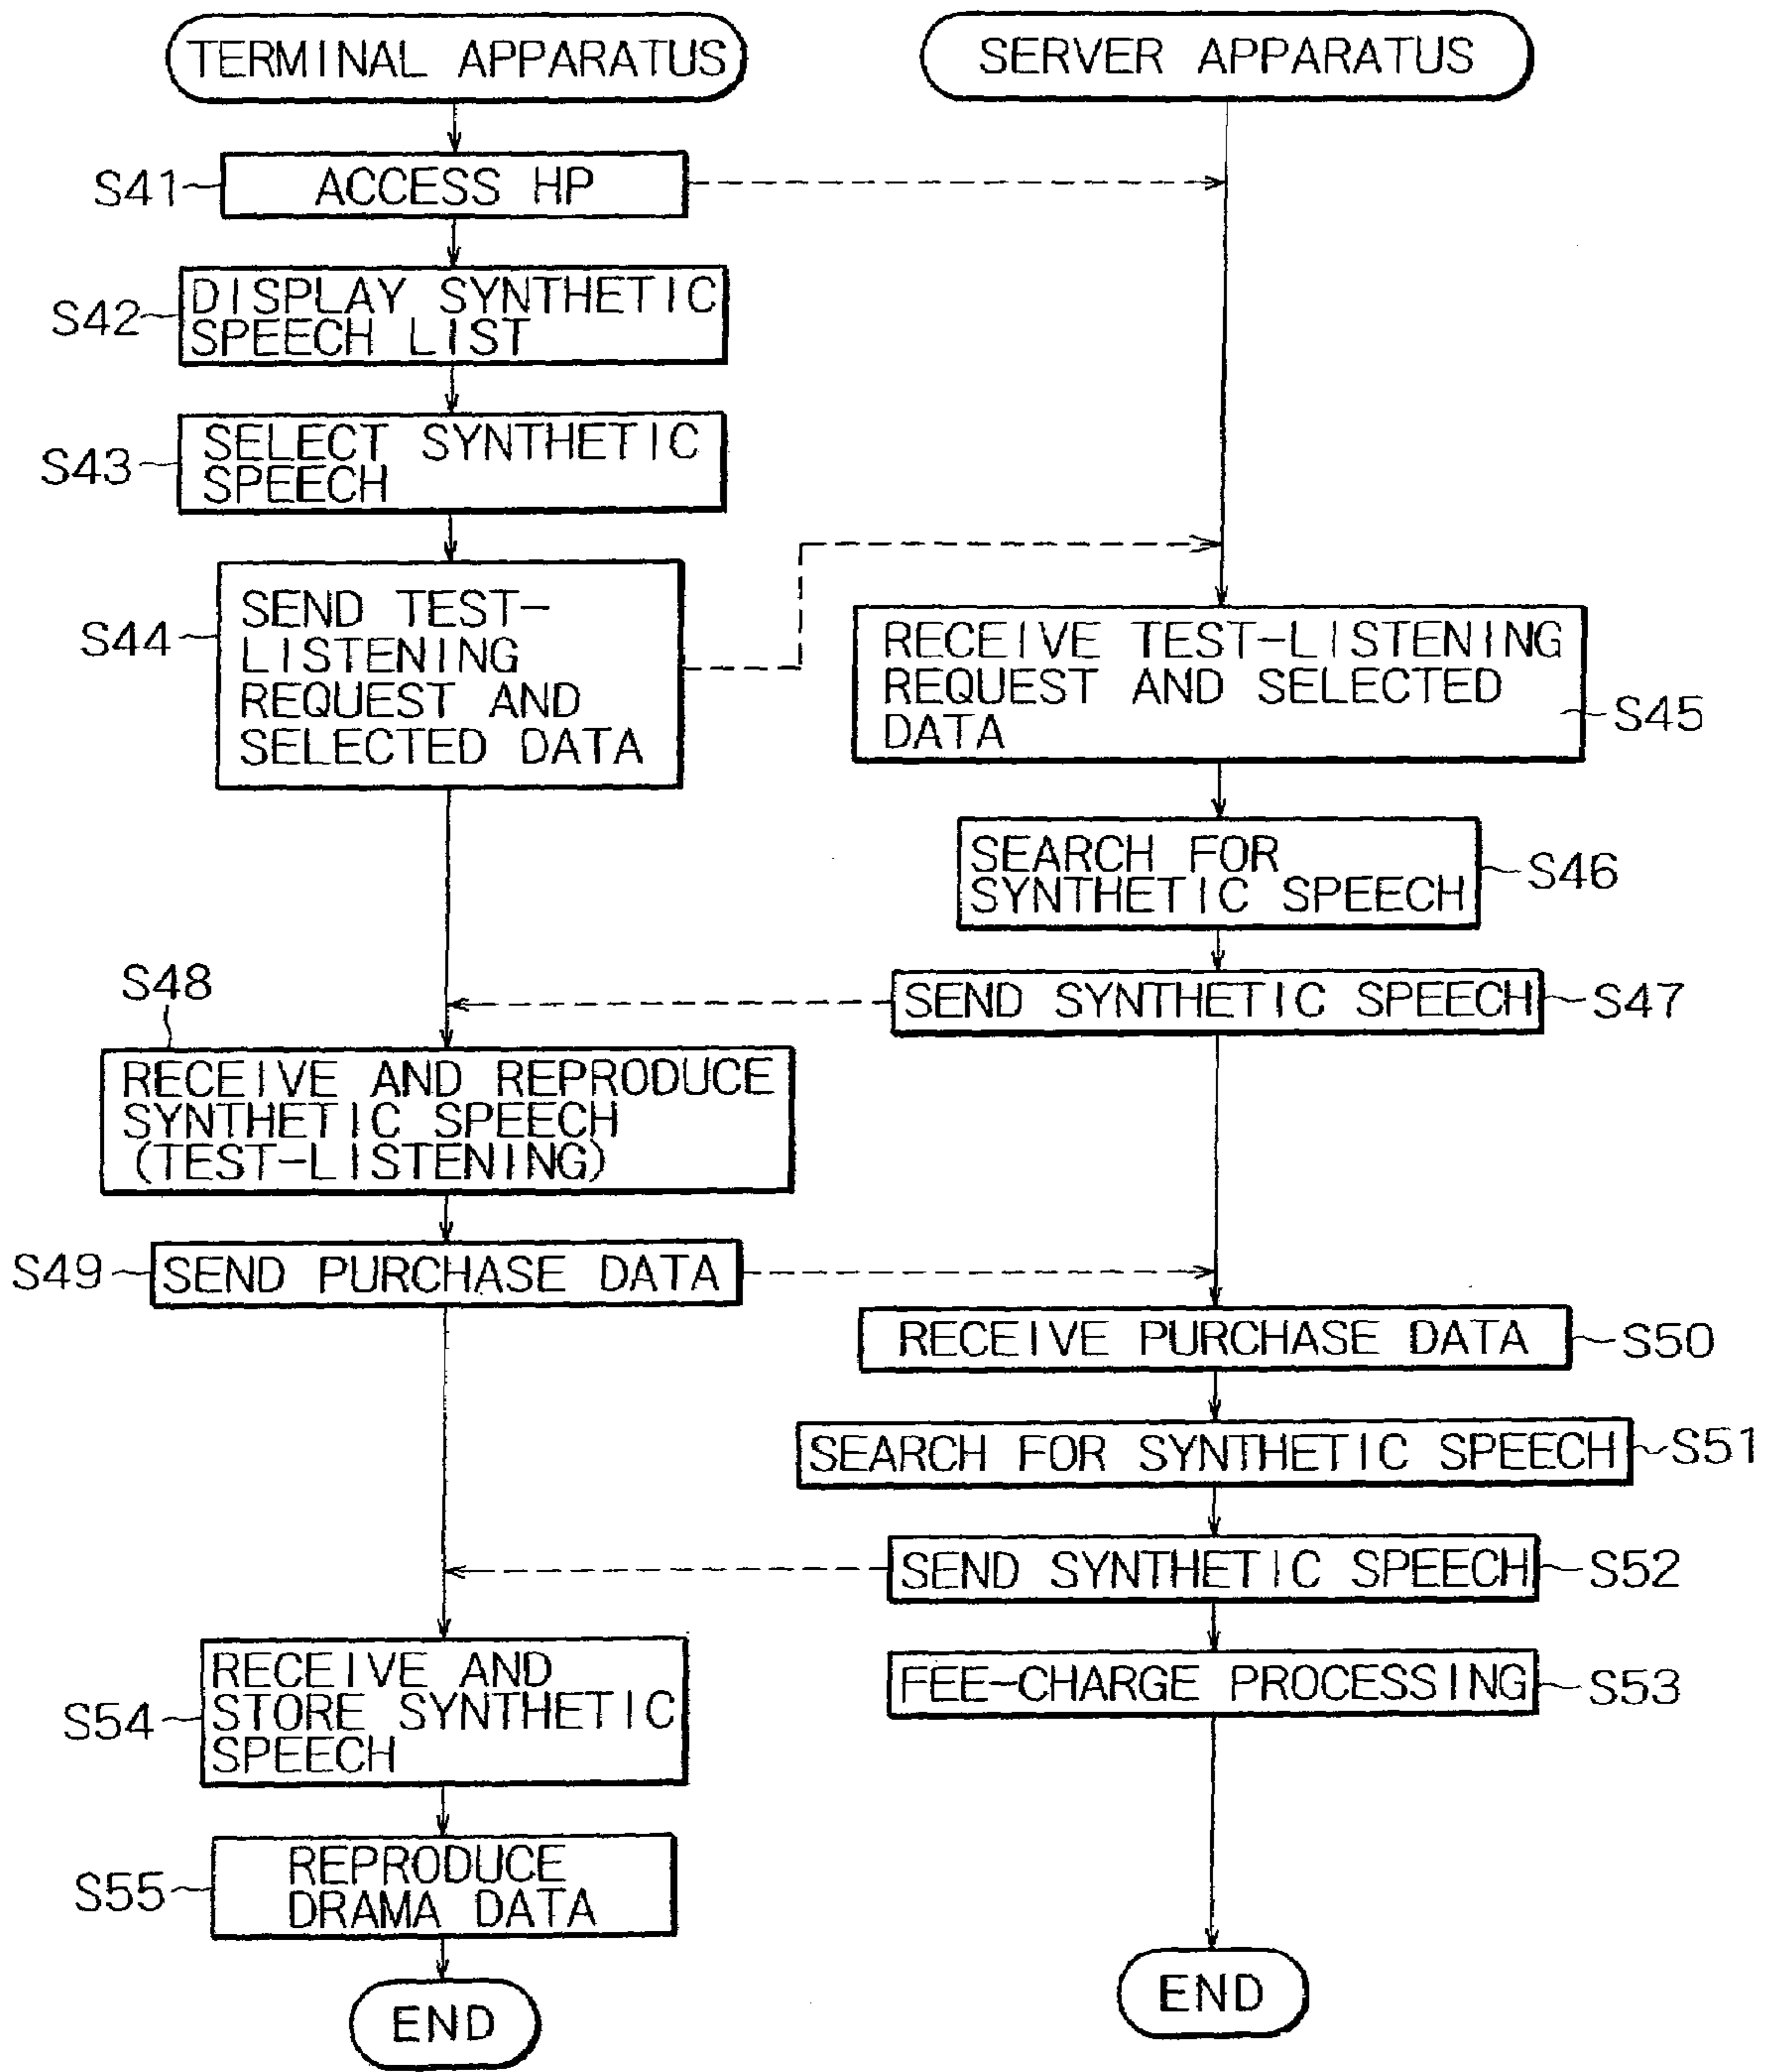 TERMINAL APPARATUS
SERVER APPARATUS
S41
ACCESS HP
S42
DISPLAY SYNTHETIC
SPEECH LIST
S43
SELECT SYNTHETIC
SPEECH
S44
SEND TEST-
LISTENING
REQUEST AND
SELECTED DATA
RECEIVE TEST-LISTENING
REQUEST AND SELECTED
DATA
S45
SEARCH FOR
SYNTHETIC SPEECH
S46
SEND SYNTHETIC SPEECH
S47
S48
RECEIVE AND REPRODUCE
SYNTHETIC SPEECH
(TEST-LISTENING)
S49
SEND PURCHASE DATA
RECEIVE PURCHASE DATA
S50
SEARCH FOR SYNTHETIC SPEECH
S51
SEND SYNTHETIC SPEECH
S52
FEE-CHARGE PROCESSING
S53
S54
RECEIVE AND
STORE SYNTHETIC
SPEECH
S55
REPRODUCE
DRAMA DATA
END
END